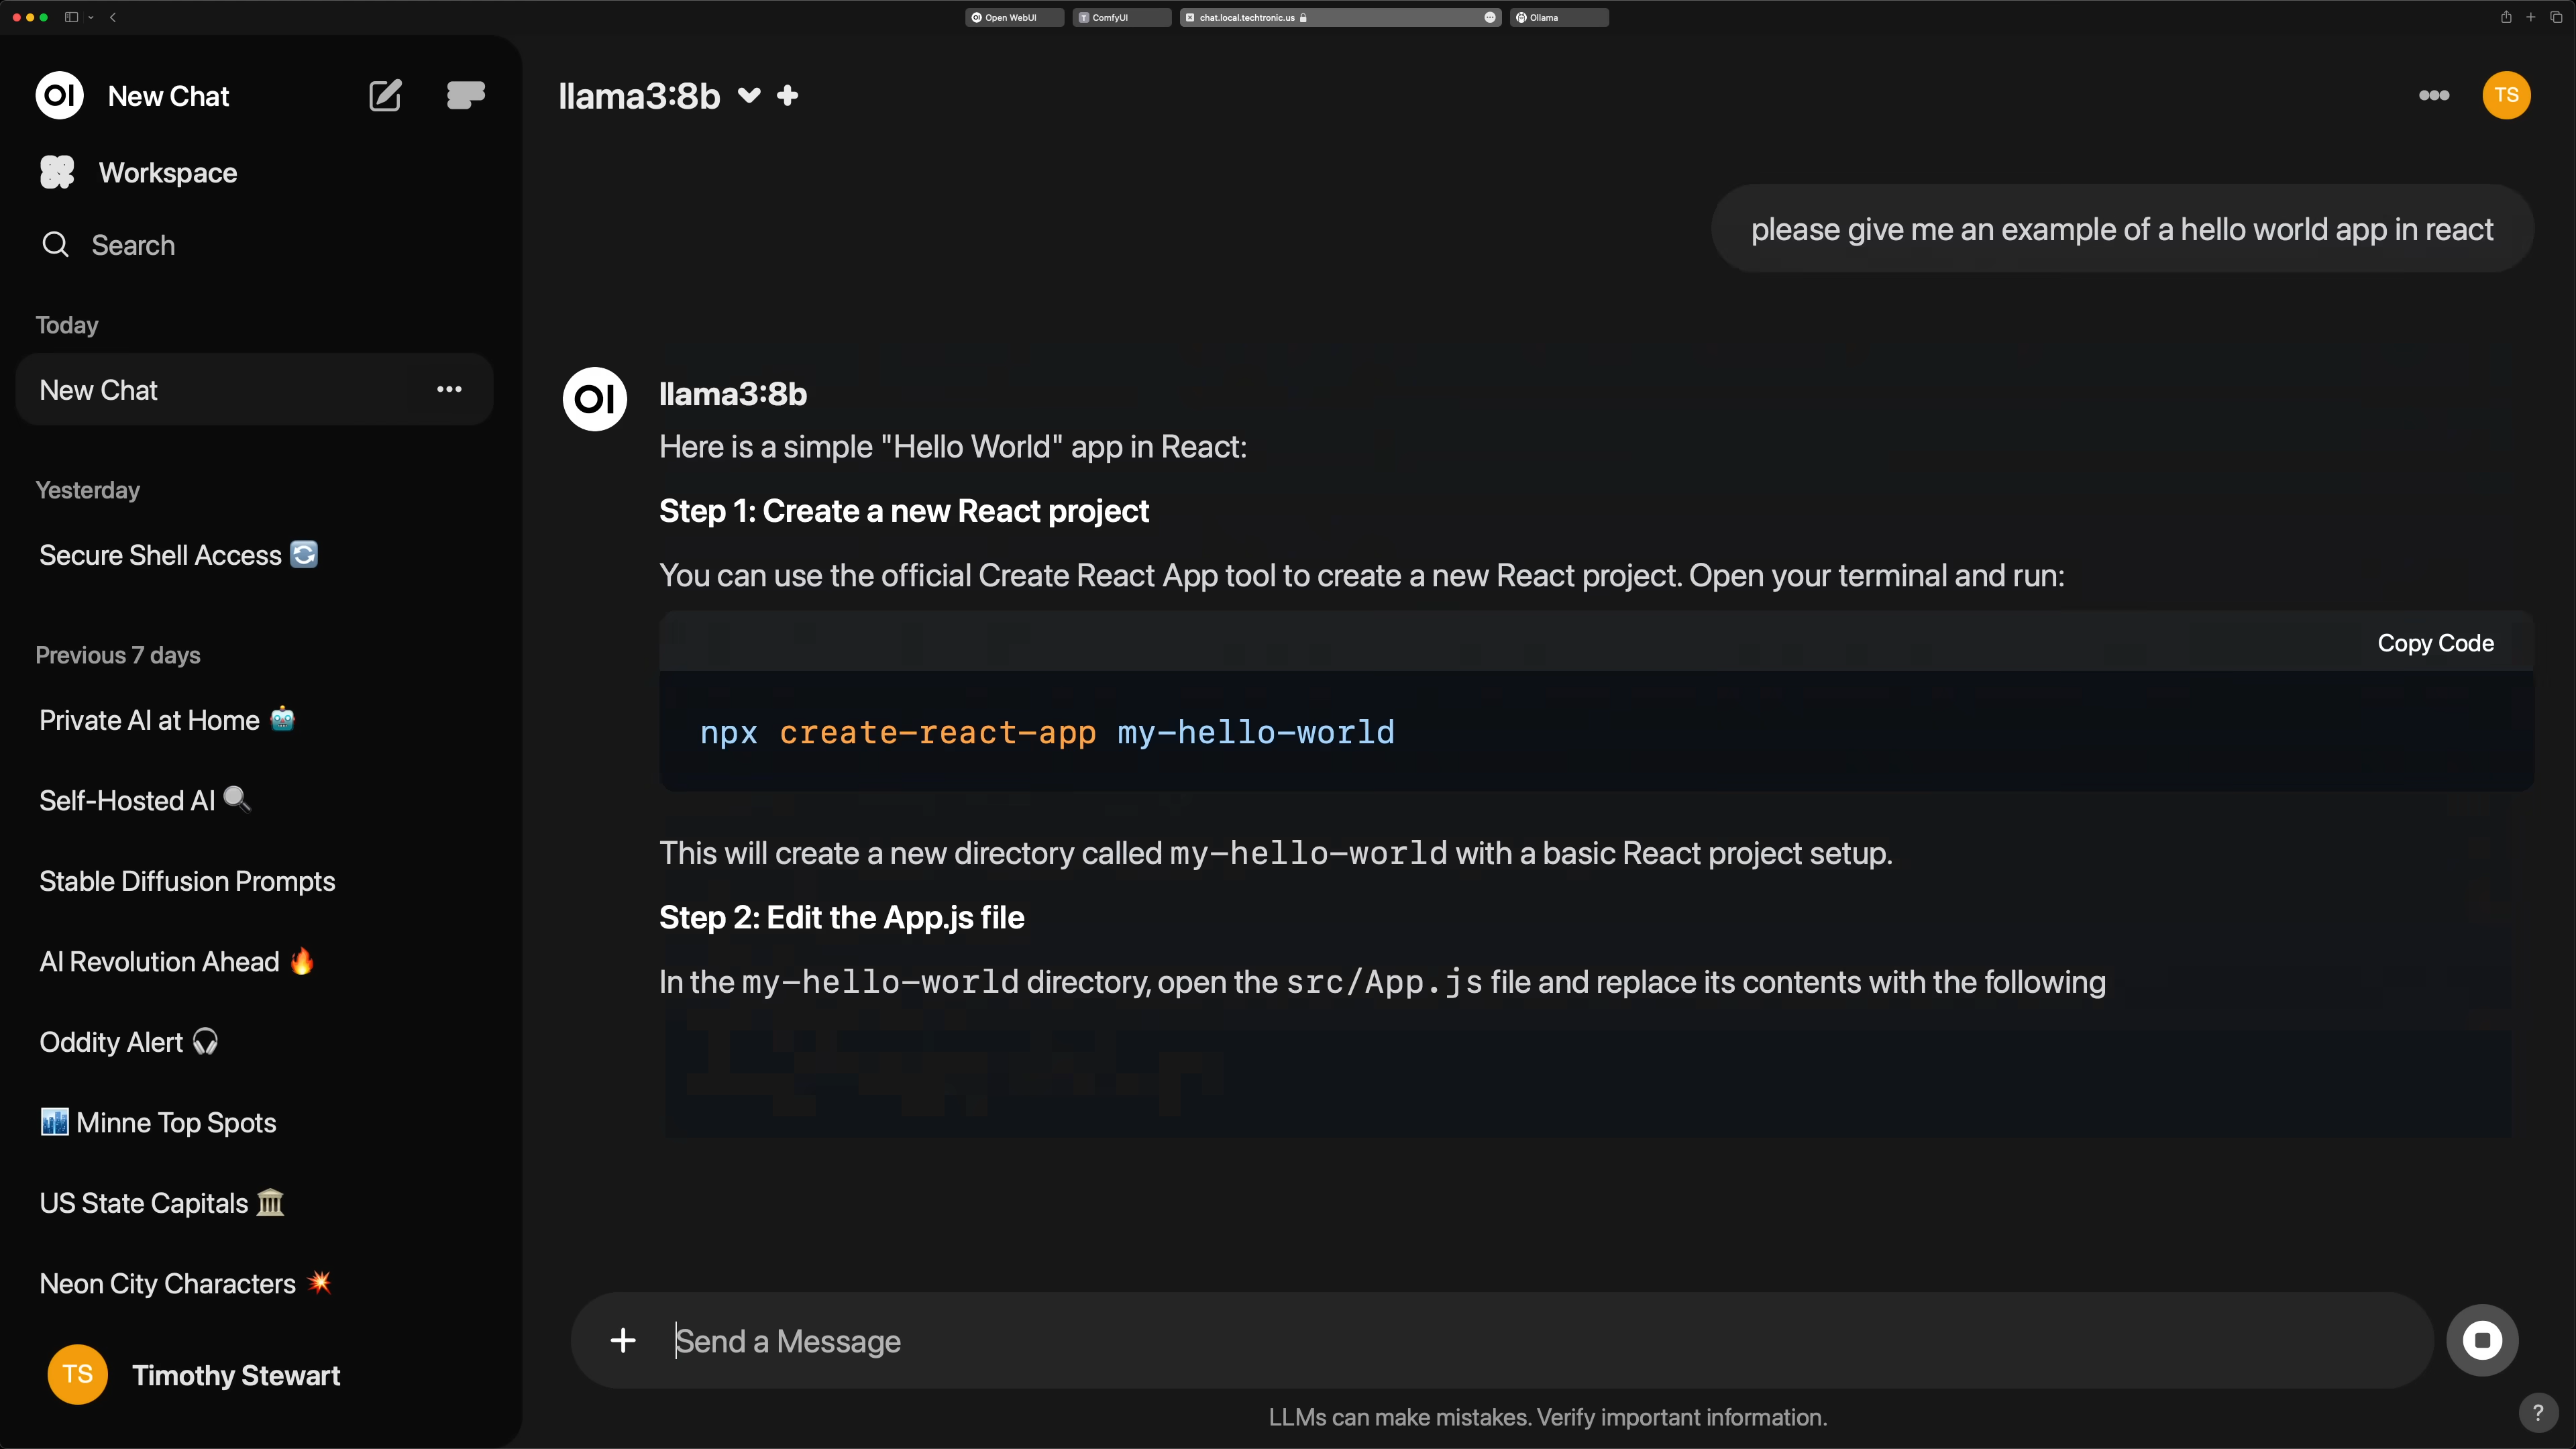 Open WebUI
ComfyUI
chat.local.techtronic.us
Ollama
OI New Chat
Workspace
Search
Today
New Chat
Yesterday
Secure Shell Access 🔄
Previous 7 days
Private AI at Home 🤖
Self-Hosted AI 🔍
Stable Diffusion Prompts
AI Revolution Ahead 🔥
Oddity Alert 🎧
🏙️ Minne Top Spots
US State Capitals 🏛️
Neon City Characters 💥
TS Timothy Stewart
llama3:8b
TS
please give me an example of a hello world app in react
OI
llama3:8b
Here is a simple "Hello World" app in React:
Step 1: Create a new React project
You can use the official Create React App tool to create a new React project. Open your terminal and run:
Copy Code
npx create-react-app my-hello-world
This will create a new directory called my-hello-world with a basic React project setup.
Step 2: Edit the App.js file
In the my-hello-world directory, open the src/App.js file and replace its contents with the following
Send a Message
LLMs can make mistakes. Verify important information.
?